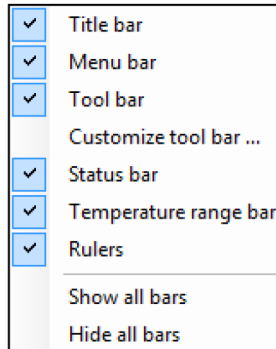 Title bar
Menu bar
Tool bar
Customize tool bar ...
Status bar
Temperature range bar
Rulers
Show all bars
Hide all bars